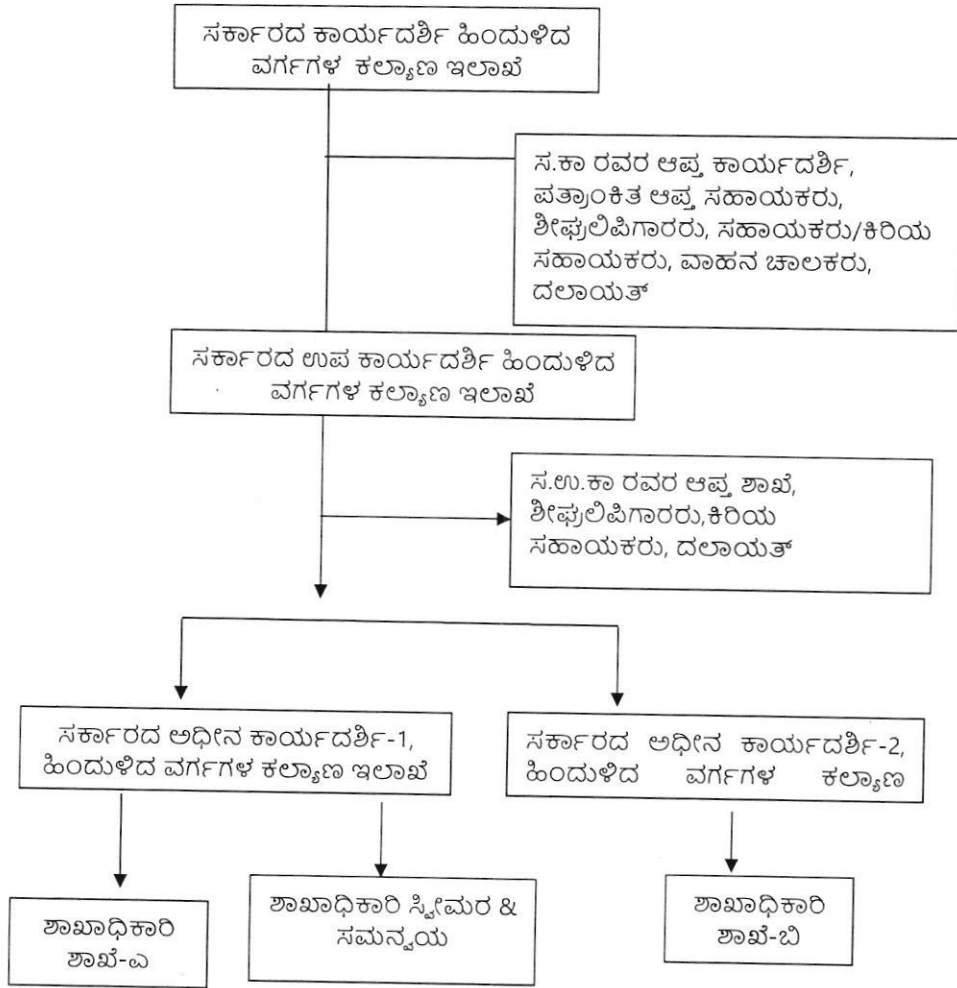 ಸರ್ಕಾರದ ಕಾರ್ಯದರ್ಶಿ ಹಿಂದುಳಿದ
ವರ್ಗಗಳ ಕಲ್ಯಾಣ ಇಲಾಖೆ
ಸ.ಕಾ ರವರ ಆಪ್ತ ಕಾರ್ಯದರ್ಶಿ,
ಪತ್ರಾಂಕಿತ ಆಪ್ತ ಸಹಾಯಕರು,
ಶೀಘ್ರಲಿಪಿಗಾರರು, ಸಹಾಯಕರು/ಕಿರಿಯ
ಸಹಾಯಕರು, ವಾಹನ ಚಾಲಕರು,
ದಲಾಯತ್
ಸರ್ಕಾರದ ಉಪ ಕಾರ್ಯದರ್ಶಿ ಹಿಂದುಳಿದ
ವರ್ಗಗಳ ಕಲ್ಯಾಣ ಇಲಾಖೆ
ಸ.ಉ.ಕಾ ರವರ ಆಪ್ತ ಶಾಖೆ,
ಶೀಘ್ರಲಿಪಿಗಾರರು,ಕಿರಿಯ
ಸಹಾಯಕರು, ದಲಾಯತ್
ಸರ್ಕಾರದ ಅಧೀನ ಕಾರ್ಯದರ್ಶಿ-1,
ಹಿಂದುಳಿದ ವರ್ಗಗಳ ಕಲ್ಯಾಣ ಇಲಾಖೆ
ಸರ್ಕಾರದ ಅಧೀನ ಕಾರ್ಯದರ್ಶಿ-2,
ಹಿಂದುಳಿದ ವರ್ಗಗಳ ಕಲ್ಯಾಣ
ಶಾಖಾಧಿಕಾರಿ
ಶಾಖೆ-ಎ
ಶಾಖಾಧಿಕಾರಿ ಸ್ವೀಮರ &
ಸಮನ್ವಯ
ಶಾಖಾಧಿಕಾರಿ
ಶಾಖೆ-ಬಿ